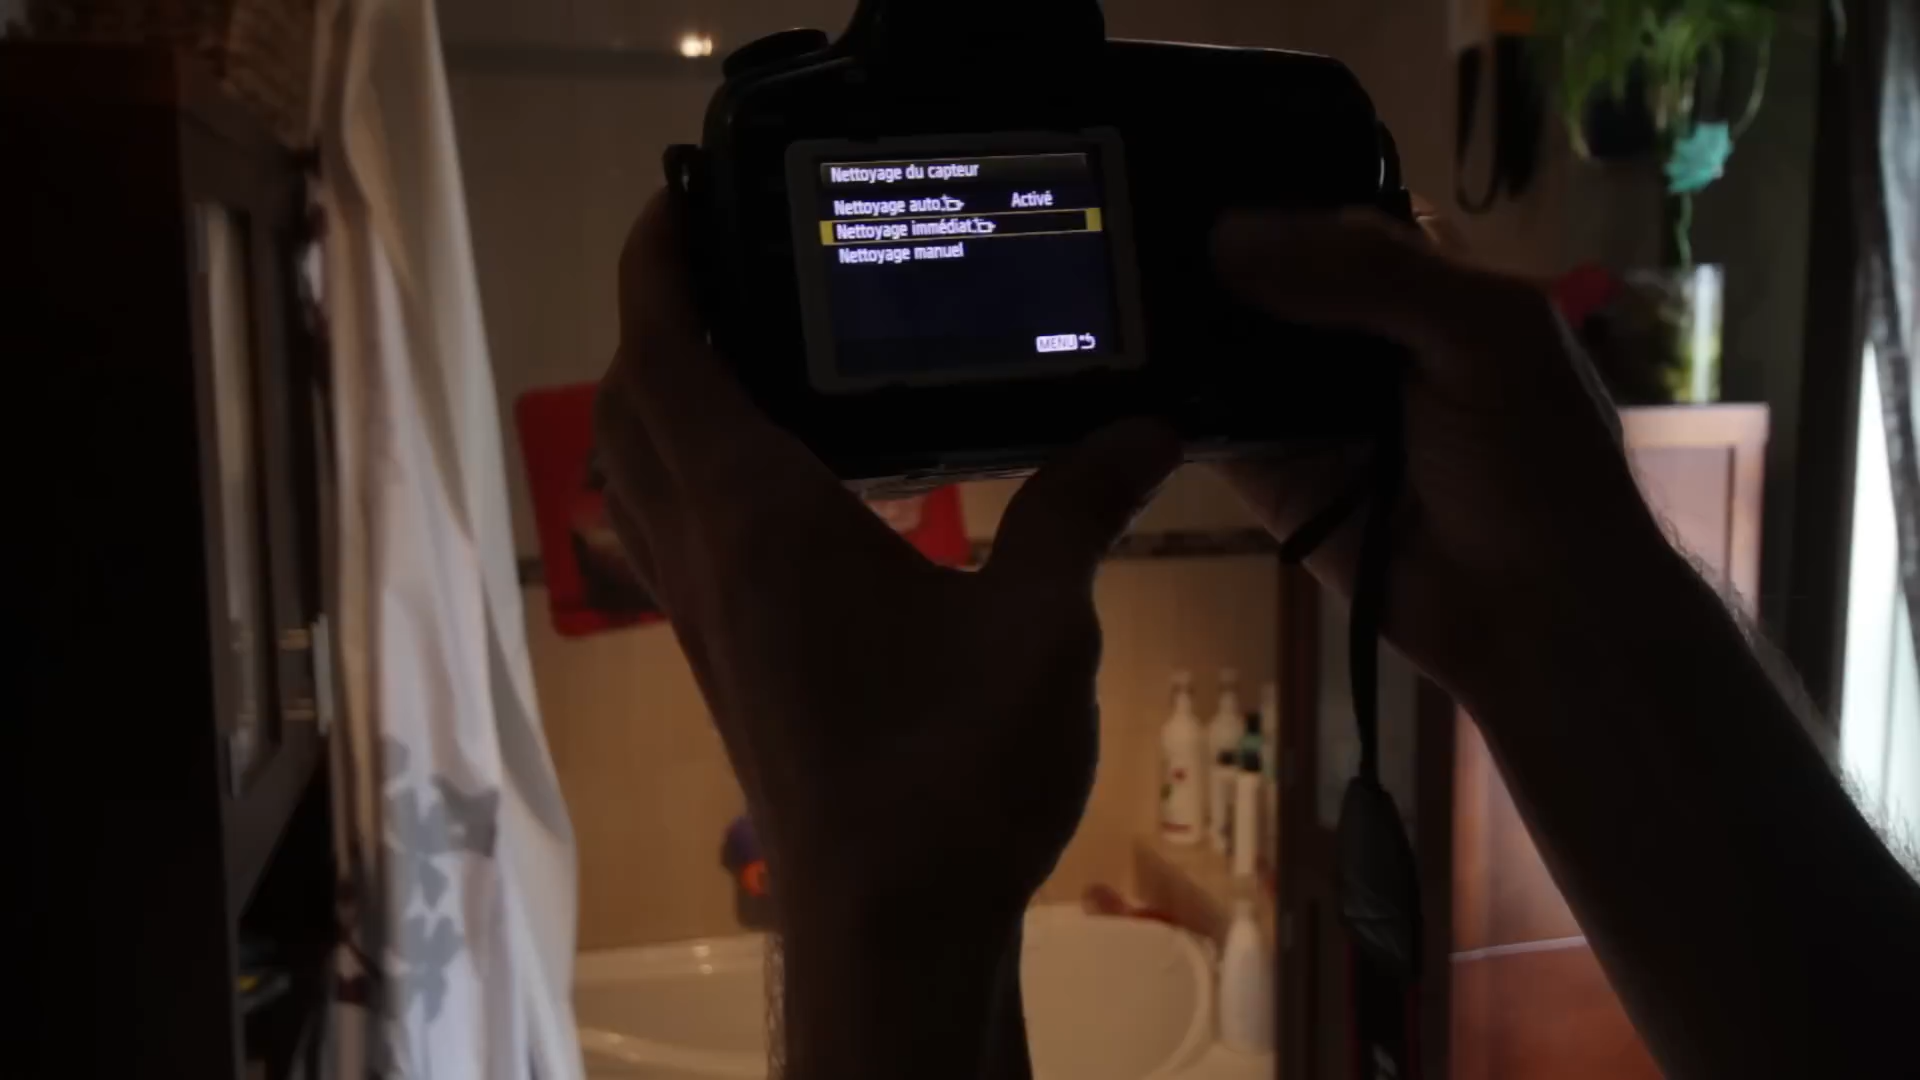 Nettoyage du capteur
Nettoyage auto Activé
Nettoyage immédiat
Nettoyage manuel
MENU